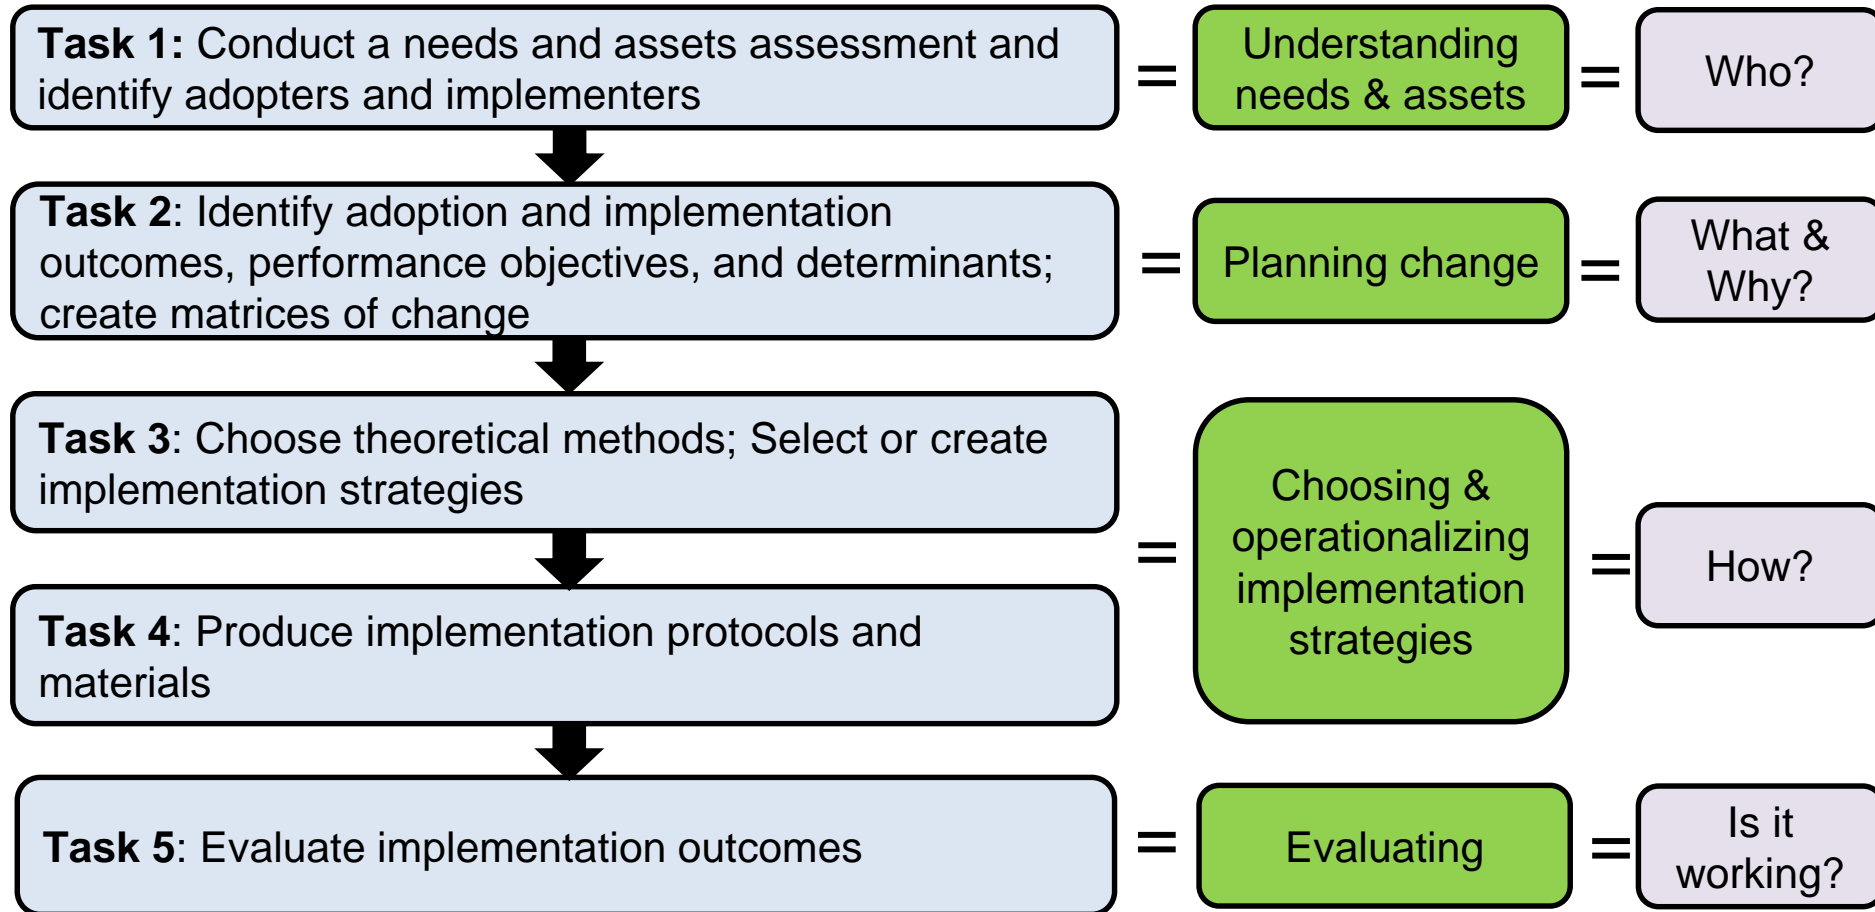 Task 1: Conduct a needs and assets assessment and
identify adopters and implementers
Understanding
needs & assets
Who?
Task 2: Identify adoption and implementation
outcomes, performance objectives, and determinants;
create matrices of change
Planning change
What &
Why?
Task 3: Choose theoretical methods; Select or create
implementation strategies
Task 4: Produce implementation protocols and
materials
Choosing &
operationalizing
implementation
strategies
How?
Task 5: Evaluate implementation outcomes
Evaluating
Is it
working?